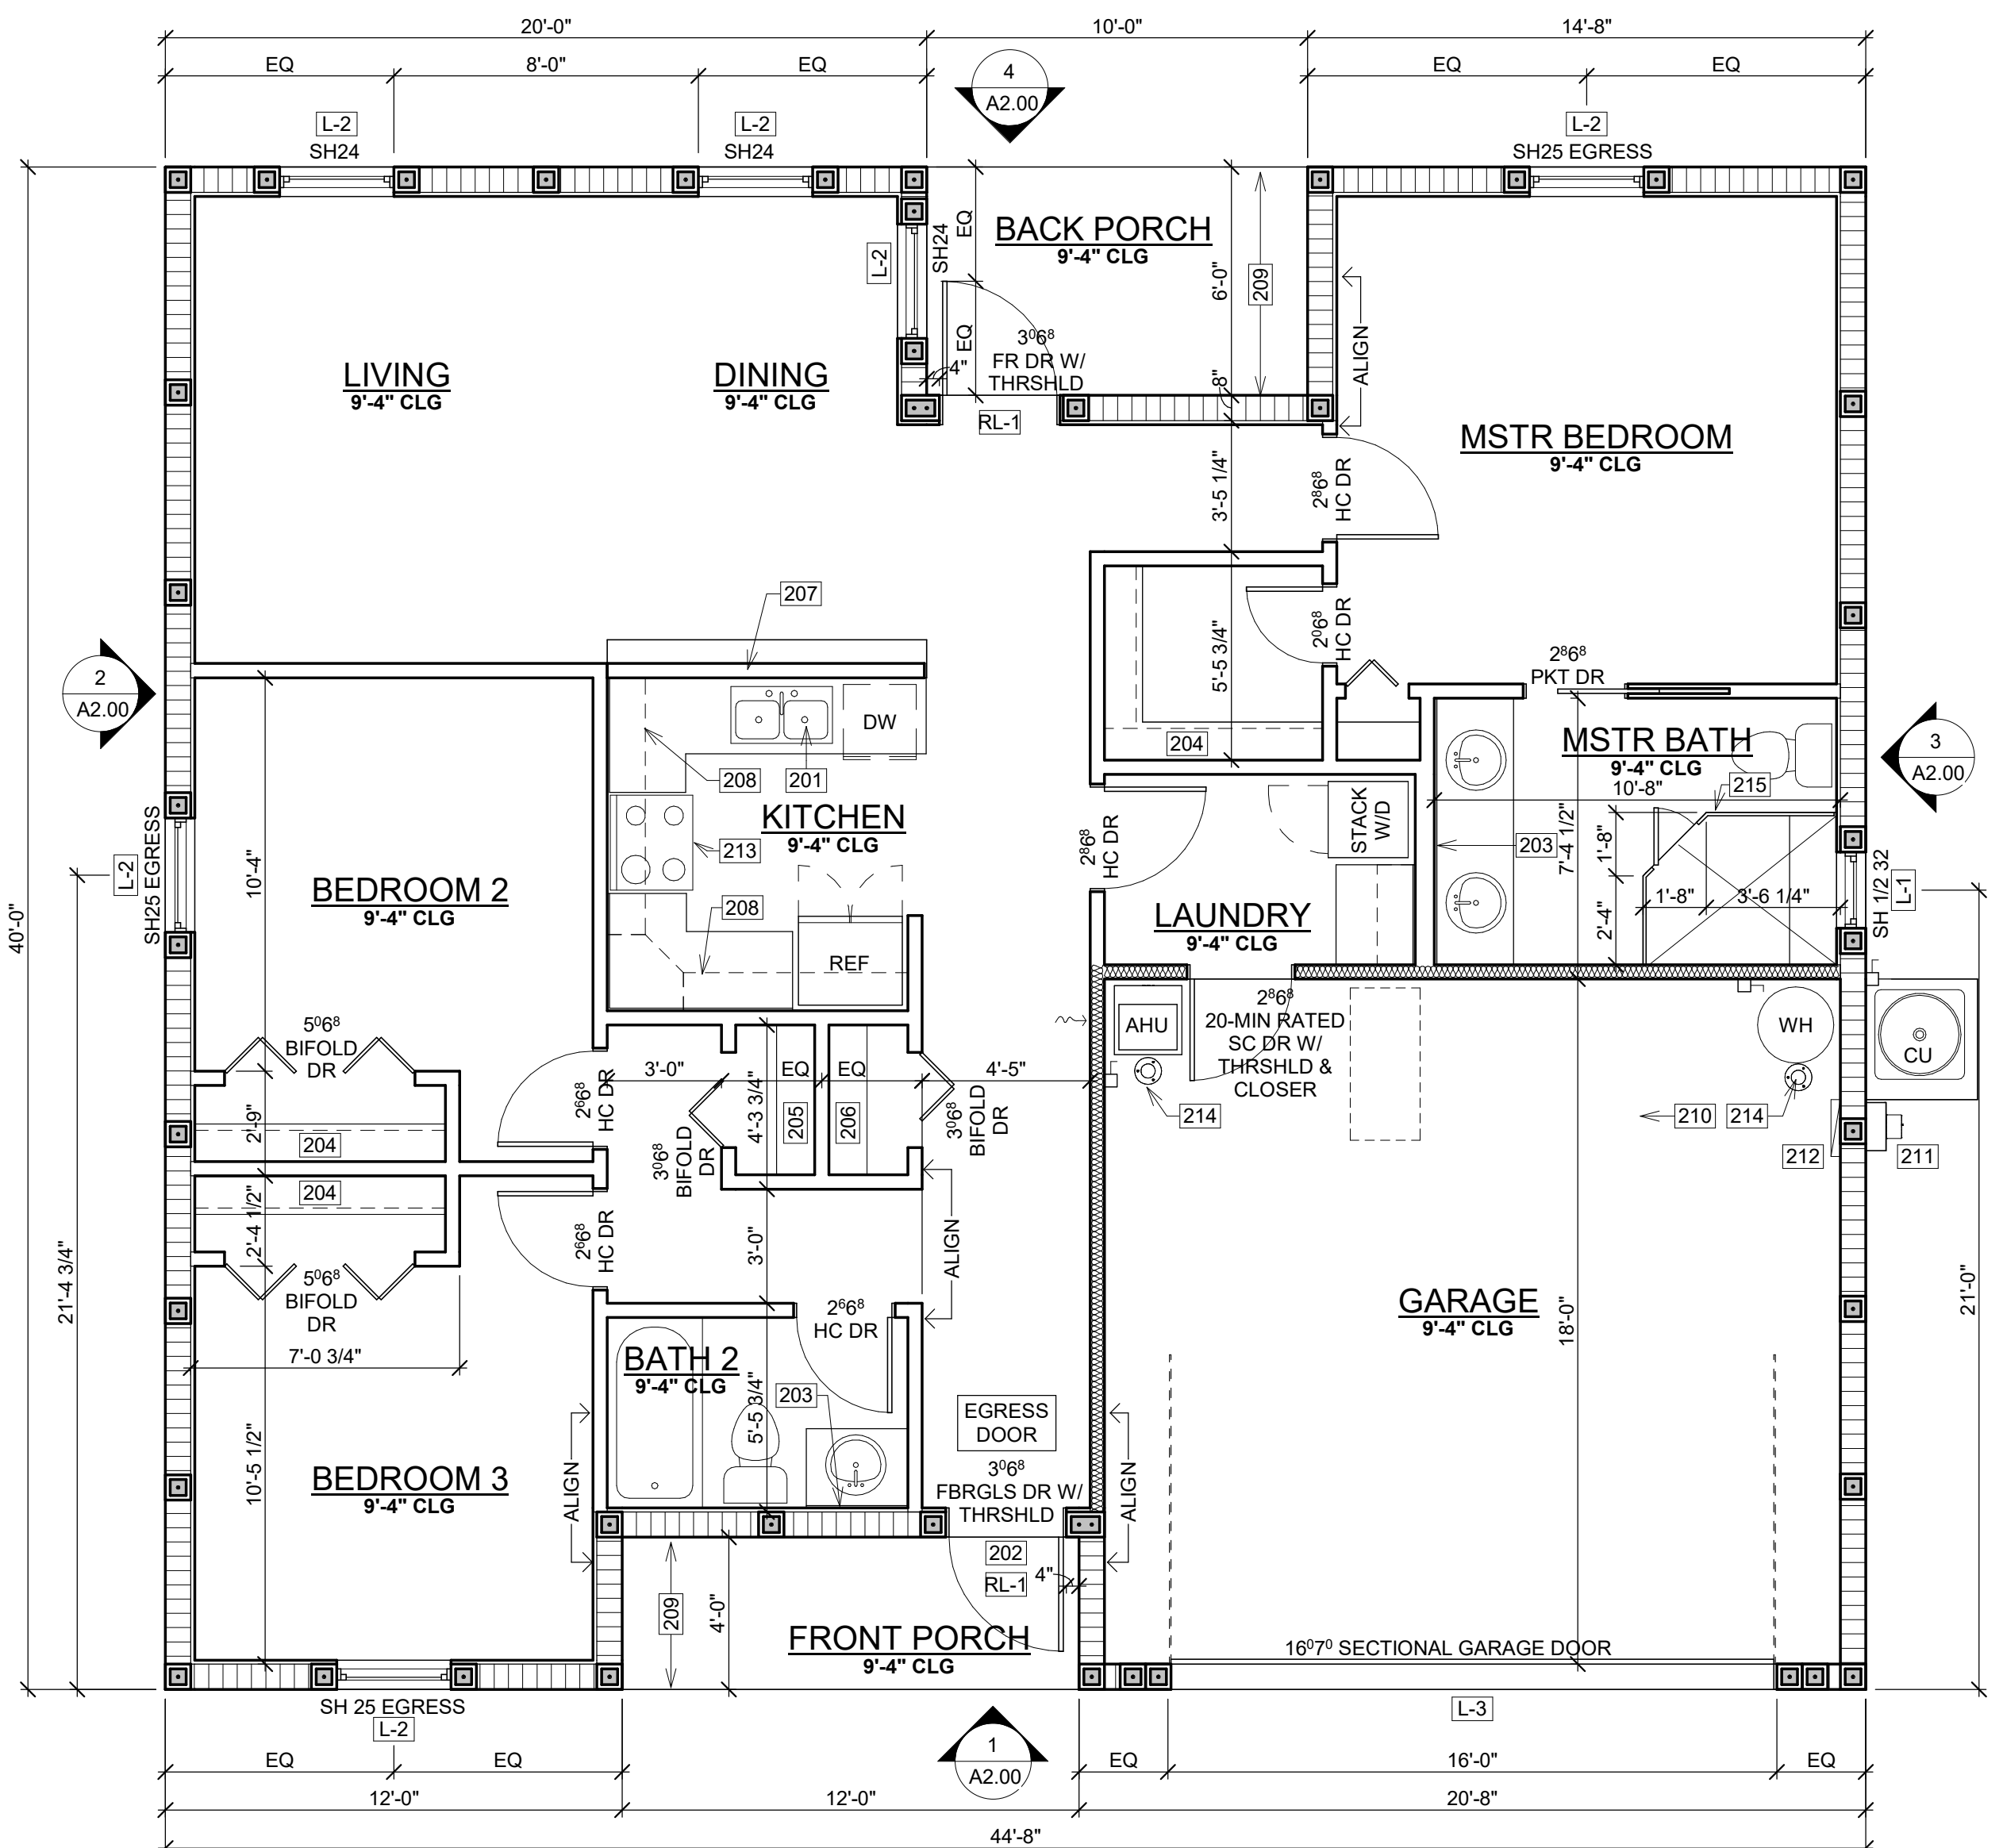 20'-0"
10'-0"
14'-8"
EQ
8'-0"
EQ
EQ
EQ
4
A2.00
L-2
SH24
L-2
SH24
L-2
SH25 EGRESS
BACK PORCH
9'-4" CLG
EQ
EQ
SH24
L-2
6'-0"
209
ALIGN
4"
8"
3⁰6⁸
FR DR W/
THRSHLD
RL-1
LIVING
9'-4" CLG
DINING
9'-4" CLG
MSTR BEDROOM
9'-4" CLG
3'-5 1/4"
2⁸6⁸
HC DR
207
2⁰6⁸
HC DR
5'-5 3/4"
204
2⁸6⁸
PKT DR
2
A2.00
DW
208
201
KITCHEN
9'-4" CLG
213
208
REF
MSTR BATH
9'-4" CLG
10'-8"
215
203
7'-4 1/2"
1'-8"
2'-4"
1'-8"
3'-6 1/4"
3
A2.00
SH 1/2 32
L-1
STACK
W/D
2⁸6⁸
HC DR
LAUNDRY
9'-4" CLG
40'-0"
L-2
SH25 EGRESS
10'-4"
BEDROOM 2
9'-4" CLG
5⁰6⁸
BIFOLD
DR
2'-9"
204
204
2'-4 1/2"
5⁰6⁸
BIFOLD
DR
7'-0 3/4"
2⁶6⁸
HC DR
2⁶6⁸
HC DR
3'-0"
EQ
EQ
4'-5"
3⁰6⁸
BIFOLD
DR
4'-3 3/4"
205
206
3⁰6⁸
BIFOLD
DR
AHU
214
2⁸6⁸
20-MIN RATED
SC DR W/
THRSHLD &
CLOSER
WH
CU
210
214
212
211
21'-4 3/4"
21'-0"
3'-0"
ALIGN
2⁶6⁸
HC DR
GARAGE
9'-4" CLG
18'-0"
BATH 2
9'-4" CLG
203
5'-5 3/4"
EGRESS
DOOR
3⁰6⁸
FBRGLS DR W/
THRSHLD
ALIGN
ALIGN
10'-5 1/2"
BEDROOM 3
9'-4" CLG
202
RL-1
4"
209
4'-0"
FRONT PORCH
9'-4" CLG
16⁰7⁰ SECTIONAL GARAGE DOOR
SH 25 EGRESS
L-2
L-3
1
A2.00
EQ
EQ
EQ
16'-0"
EQ
12'-0"
12'-0"
20'-8"
44'-8"